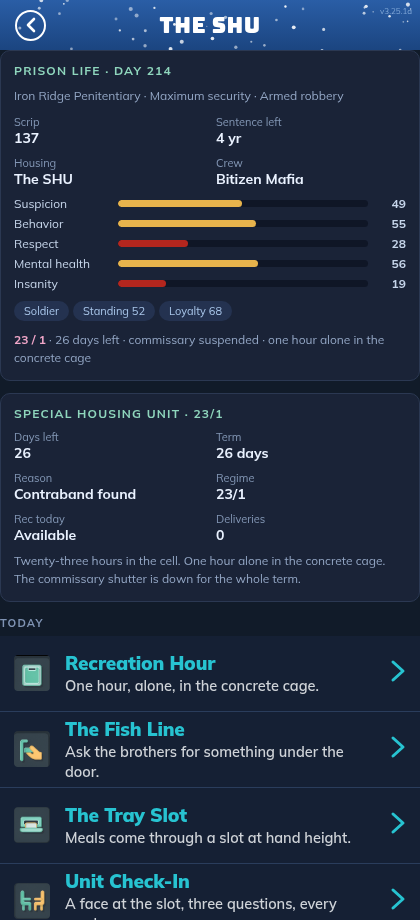 THE SHU
v3.25.1d
PRISON LIFE · DAY 214
Iron Ridge Penitentiary · Maximum security · Armed robbery
Scrip
137
Sentence left
4 yr
Housing
The SHU
Crew
Bitizen Mafia
Suspicion 49
Behavior 55
Respect 28
Mental health 56
Insanity 19
Soldier Standing 52 Loyalty 68
23 / 1 · 26 days left · commissary suspended · one hour alone in the
concrete cage
SPECIAL HOUSING UNIT · 23/1
Days left
26
Term
26 days
Reason
Contraband found
Regime
23/1
Rec today
Available
Deliveries
0
Twenty-three hours in the cell. One hour alone in the concrete cage.
The commissary shutter is down for the whole term.
TODAY
Recreation Hour
One hour, alone, in the concrete cage.
The Fish Line
Ask the brothers for something under the
door.
The Tray Slot
Meals come through a slot at hand height.
Unit Check-In
A face at the slot, three questions, every